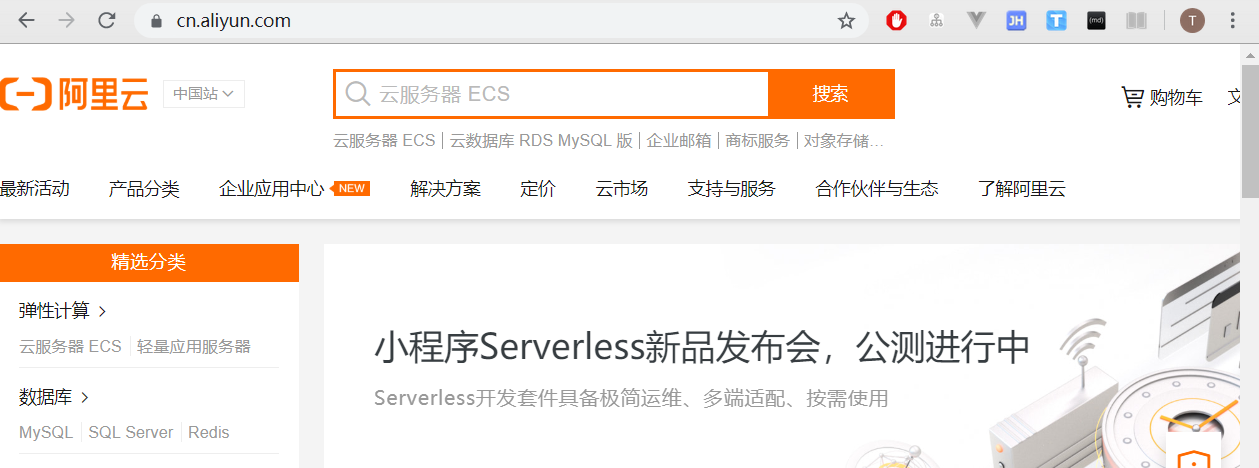 cn.aliyun.com
JH
T
(md)
T
阿里云
中国站
云服务器 ECS
搜索
购物车
云服务器 ECS | 云数据库 RDS MySQL 版 | 企业邮箱 | 商标服务 | 对象存储...
最新活动 产品分类 企业应用中心 NEW 解决方案 定价 云市场 支持与服务 合作伙伴与生态 了解阿里云
精选分类
弹性计算
云服务器 ECS 轻量应用服务器
数据库
MySQL SQL Server Redis
小程序Serverless新品发布会，公测进行中
Serverless开发套件具备极简运维、多端适配、按需使用